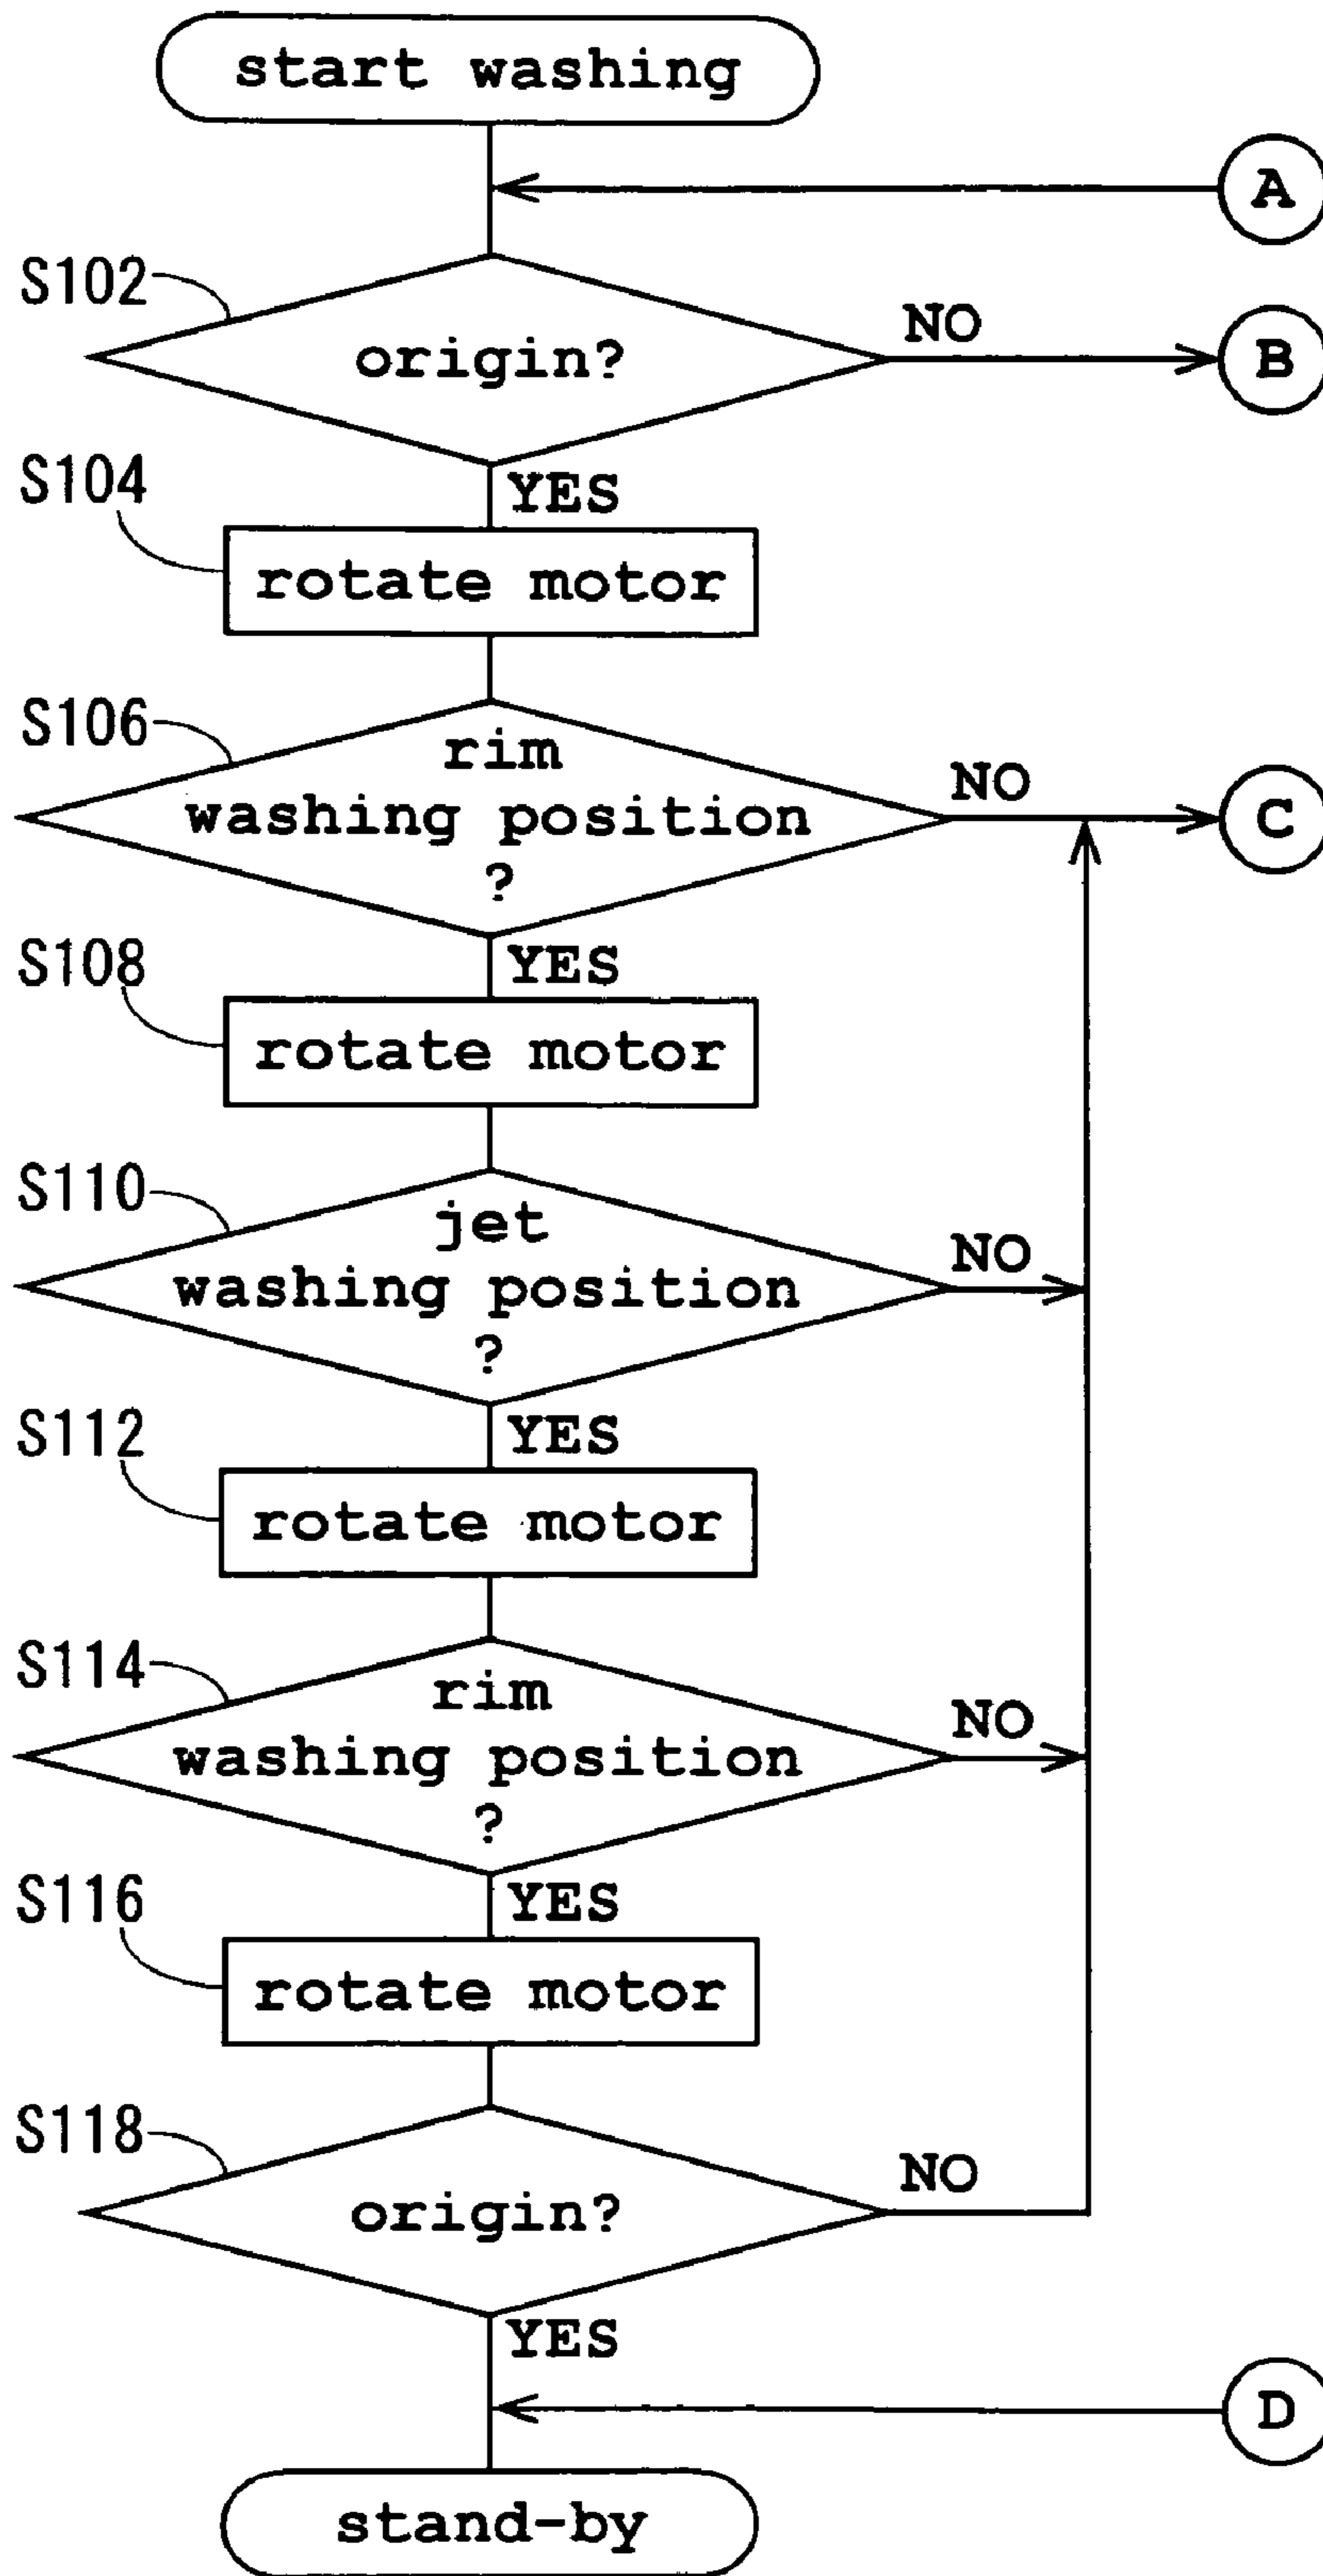 start washing
A
S102
origin?
NO
B
YES
S104
rotate motor
S106
rim
washing position
?
NO
C
YES
S108
rotate motor
S110
jet
washing position
?
NO
YES
S112
rotate motor
S114
rim
washing position
?
NO
YES
S116
rotate motor
S118
origin?
NO
YES
D
stand-by